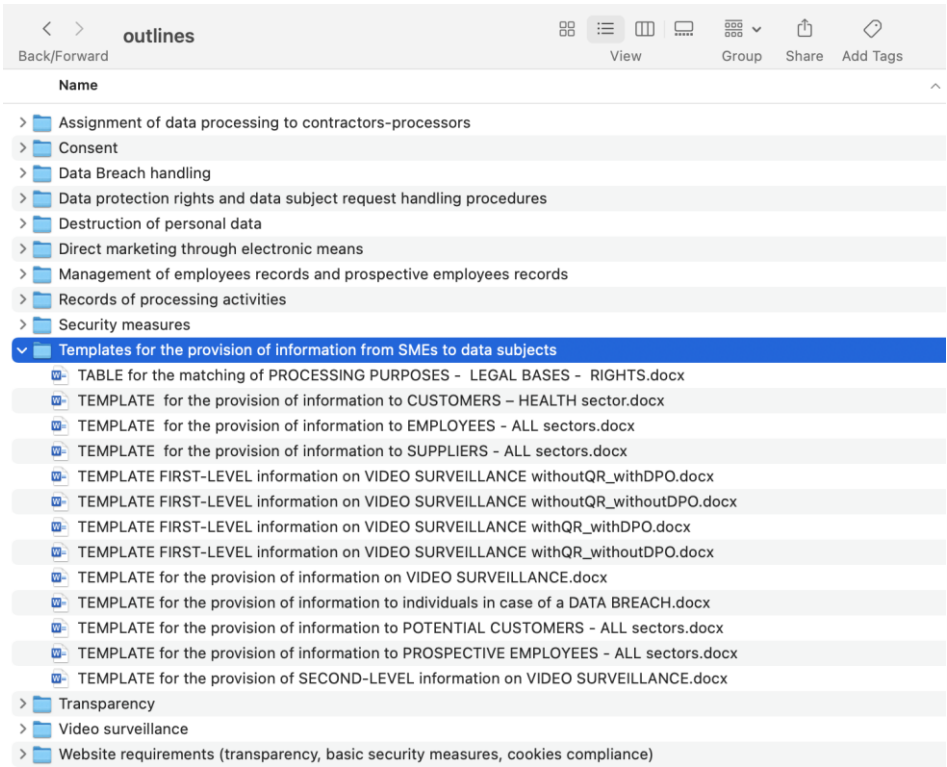 outlines
Back/Forward
View
Group
Share
Add Tags
Name
Assignment of data processing to contractors-processors
Consent
Data Breach handling
Data protection rights and data subject request handling procedures
Destruction of personal data
Direct marketing through electronic means
Management of employees records and prospective employees records
Records of processing activities
Security measures
Templates for the provision of information from SMEs to data subjects
TABLE for the matching of PROCESSING PURPOSES -  LEGAL BASES -  RIGHTS.docx
TEMPLATE  for the provision of information to CUSTOMERS – HEALTH sector.docx
TEMPLATE  for the provision of information to EMPLOYEES - ALL sectors.docx
TEMPLATE  for the provision of information to SUPPLIERS - ALL sectors.docx
TEMPLATE FIRST-LEVEL information on VIDEO SURVEILLANCE withoutQR_withDPO.docx
TEMPLATE FIRST-LEVEL information on VIDEO SURVEILLANCE withoutQR_withoutDPO.docx
TEMPLATE FIRST-LEVEL information on VIDEO SURVEILLANCE withQR_withDPO.docx
TEMPLATE FIRST-LEVEL information on VIDEO SURVEILLANCE withQR_withoutDPO.docx
TEMPLATE for the provision of information on VIDEO SURVEILLANCE.docx
TEMPLATE for the provision of information to individuals in case of a DATA BREACH.docx
TEMPLATE for the provision of information to POTENTIAL CUSTOMERS - ALL sectors.docx
TEMPLATE for the provision of information to PROSPECTIVE EMPLOYEES - ALL sectors.docx
TEMPLATE for the provision of SECOND-LEVEL information on VIDEO SURVEILLANCE.docx
Transparency
Video surveillance
Website requirements (transparency, basic security measures, cookies compliance)